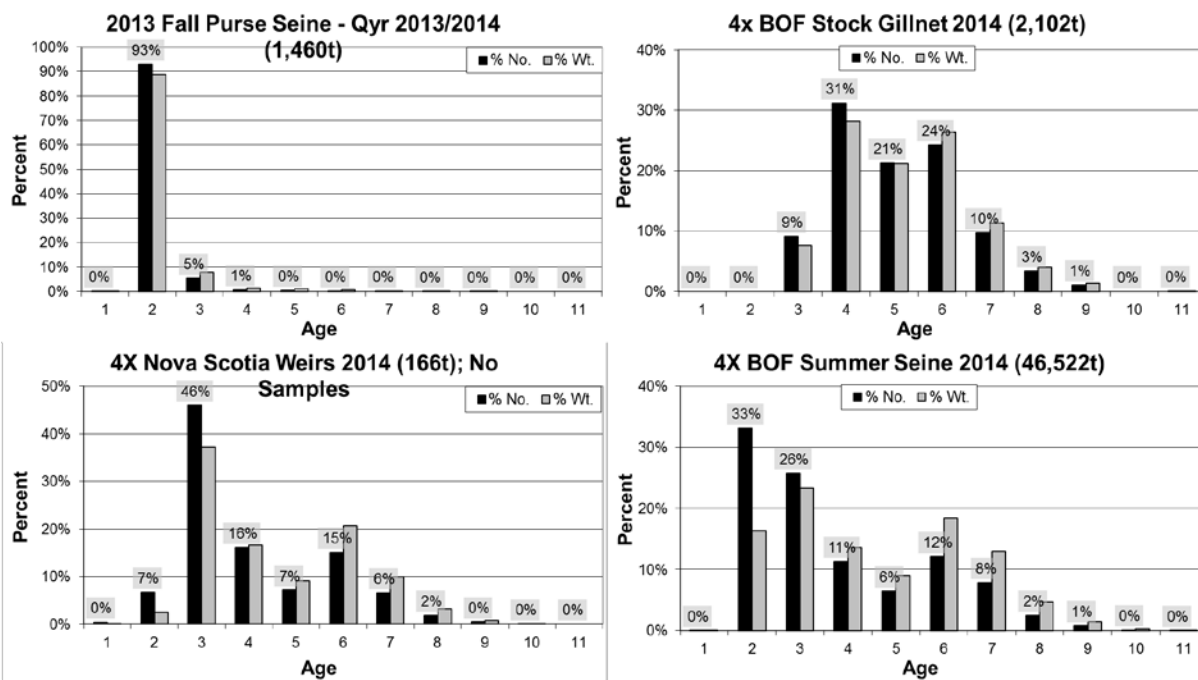 2013 Fall Purse Seine - Qyr 2013/2014
(1,460t)
% No. % Wt.
Percent
100%
90%
80%
70%
60%
50%
40%
30%
20%
10%
0%
0% 93% 5% 1% 0% 0% 0% 0% 0% 0% 0%
1 2 3 4 5 6 7 8 9 10 11
Age
4x BOF Stock Gillnet 2014 (2,102t)
% No. % Wt.
Percent
40%
30%
20%
10%
0%
0% 0% 9% 31% 21% 24% 10% 3% 1% 0% 0%
1 2 3 4 5 6 7 8 9 10 11
Age
4X Nova Scotia Weirs 2014 (166t); No
Samples
% No. % Wt.
Percent
50%
40%
30%
20%
10%
0%
0% 7% 46% 16% 7% 15% 6% 2% 0% 0% 0%
1 2 3 4 5 6 7 8 9 10 11
Age
4X BOF Summer Seine 2014 (46,522t)
% No. % Wt.
Percent
40%
30%
20%
10%
0%
0% 33% 26% 11% 6% 12% 8% 2% 1% 0% 0%
1 2 3 4 5 6 7 8 9 10 11
Age